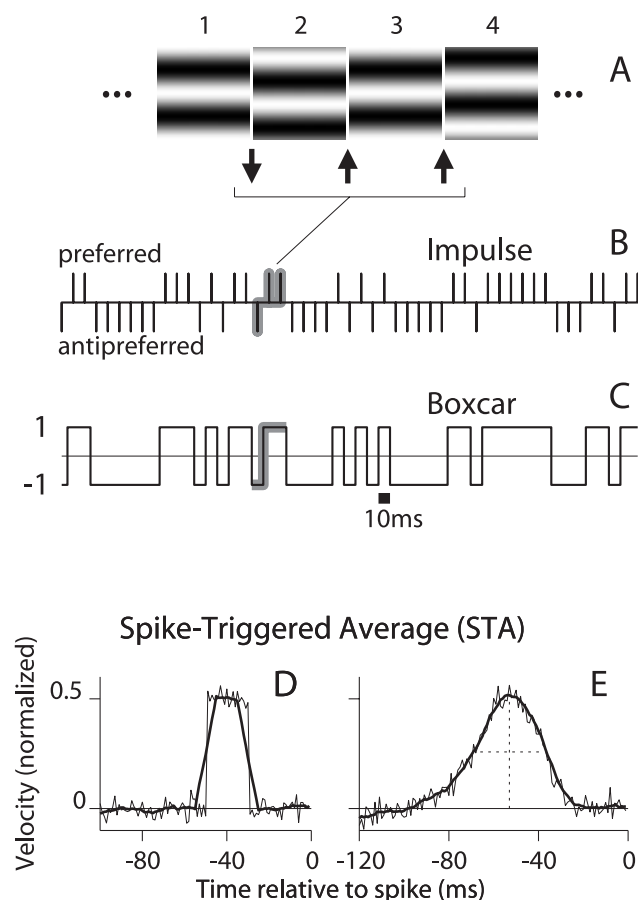 1 2 3 4
A
... ...
preferred
Impulse
B
antipreferred
C
Boxcar
1
-1
10ms
Spike-Triggered Average (STA)
Velocity (normalized)
D
E
0.5
0
-80 -40 0
-120 -80 -40 0
Time relative to spike (ms)